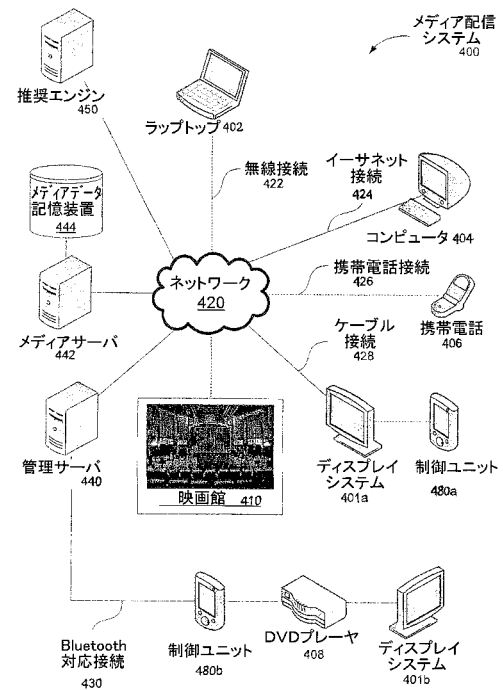 メディア配信
システム
400
推奨エンジン
450
ラップトップ 402
無線接続
422
イーサネット
接続
424
コンピュータ 404
メディアデータ
記憶装置
444
ネットワーク
420
携帯電話接続
426
携帯電話
406
メディアサーバ
442
ケーブル
接続
428
管理サーバ
440
映画館 410
ディスプレイ
システム
401a
制御ユニット
480a
Bluetooth
対応接続
430
制御ユニット
480b
DVDプレーヤ
408
ディスプレイ
システム
401b